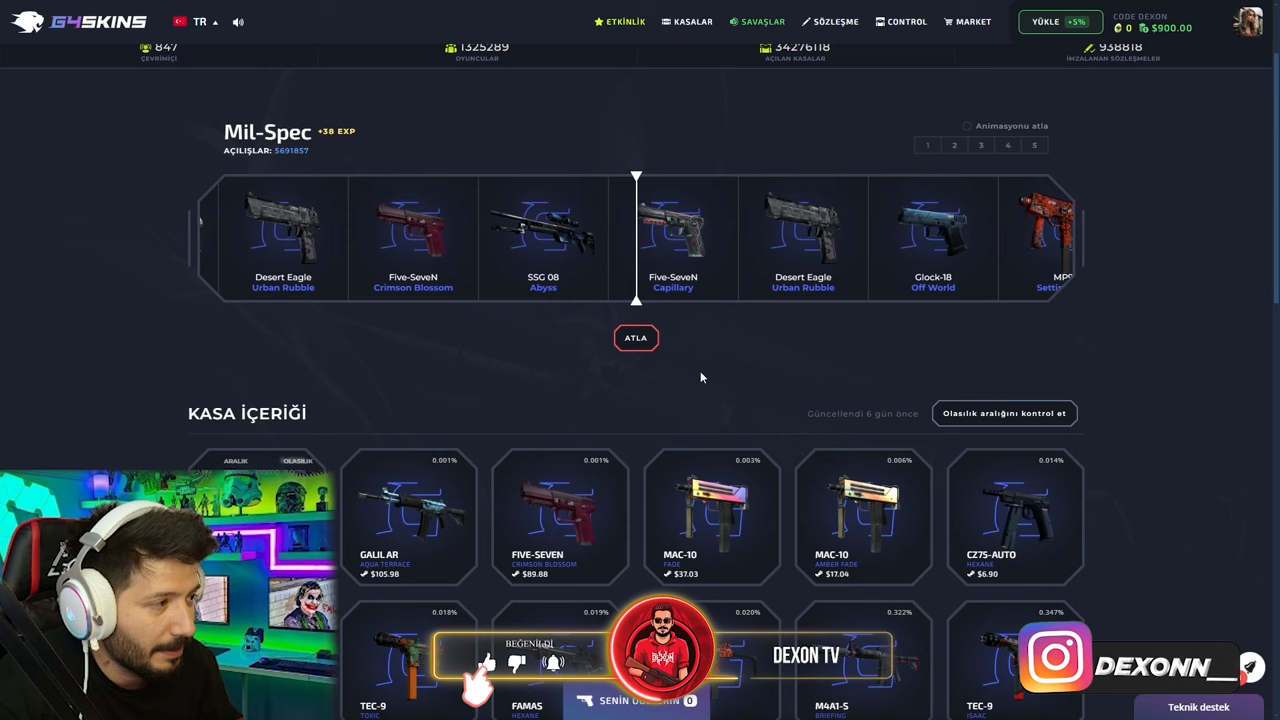 G4SKINS
TR
ETKİNLİK
KASALAR
SAVAŞLAR
SÖZLEŞME
CONTROL
MARKET
YÜKLE +5%
CODE DEXON
0 $900.00
847
ÇEVRİMİÇİ
1325289
OYUNCULAR
34276118
AÇILAN KASALAR
938818
İMZALANAN SÖZLEŞMELER
Mil-Spec +38 EXP
AÇILIŞLAR: 5691857
Animasyonu atla
1 2 3 4 5
Desert Eagle
Urban Rubble
Five-SeveN
Crimson Blossom
SSG 08
Abyss
Five-SeveN
Capillary
Desert Eagle
Urban Rubble
Glock-18
Off World
ATLA
KASA İÇERİĞİ
Güncellendi 6 gün önce
Olasılık aralığını kontrol et
ARALIK OLASILIK
0.001%
GALIL AR
AQUA TERRACE
$105.98
0.001%
FIVE-SEVEN
CRIMSON BLOSSOM
$89.88
0.003%
MAC-10
FADE
$37.03
0.006%
MAC-10
AMBER FADE
$17.04
0.014%
CZ75-AUTO
HEXANE
$6.90
0.018%
TEC-9
TOXIC
0.019%
FAMAS
HEXANE
0.020%
0.322%
M4A1-S
BRIEFING
0.347%
TEC-9
ISAAC
BEĞENİLDİ
DEXON TV
DEXONN__
0
Teknik destek